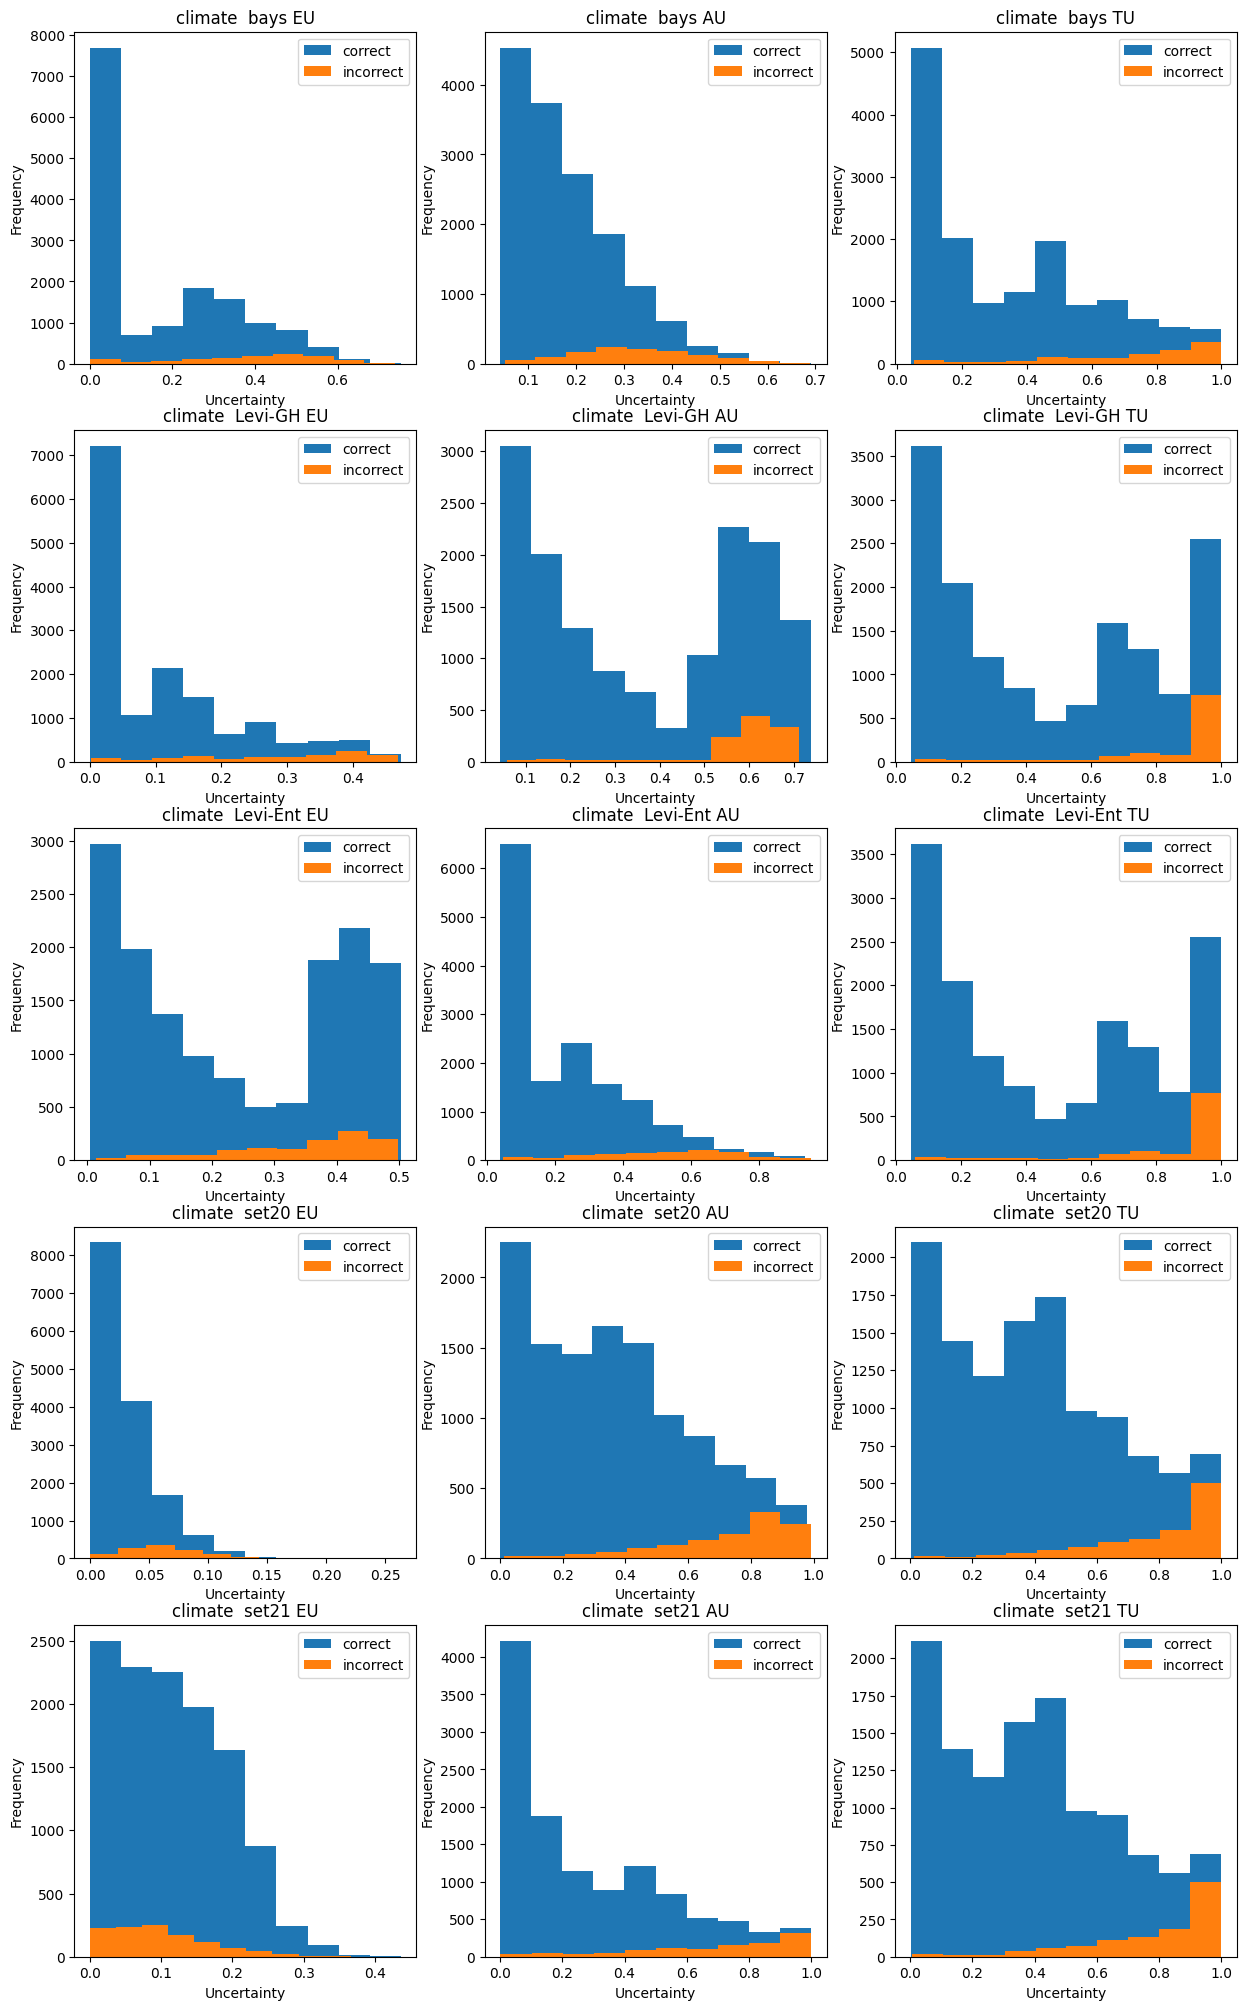 climate  bays EU
correct
incorrect
Frequency
8000
7000
6000
5000
4000
3000
2000
1000
0
0.0 0.2 0.4 0.6
Uncertainty
climate  bays AU
correct
incorrect
Frequency
4000
3000
2000
1000
0
0.1 0.2 0.3 0.4 0.5 0.6 0.7
Uncertainty
climate  bays TU
correct
incorrect
Frequency
5000
4000
3000
2000
1000
0
0.0 0.2 0.4 0.6 0.8 1.0
Uncertainty
climate  Levi-GH EU
correct
incorrect
Frequency
7000
6000
5000
4000
3000
2000
1000
0
0.0 0.1 0.2 0.3 0.4
Uncertainty
climate  Levi-GH AU
correct
incorrect
Frequency
3000
2500
2000
1500
1000
500
0
0.1 0.2 0.3 0.4 0.5 0.6 0.7
Uncertainty
climate  Levi-GH TU
correct
incorrect
Frequency
3500
3000
2500
2000
1500
1000
500
0
0.0 0.2 0.4 0.6 0.8 1.0
Uncertainty
climate  Levi-Ent EU
correct
incorrect
Frequency
3000
2500
2000
1500
1000
500
0
0.0 0.1 0.2 0.3 0.4 0.5
Uncertainty
climate  Levi-Ent AU
correct
incorrect
Frequency
6000
5000
4000
3000
2000
1000
0
0.0 0.2 0.4 0.6 0.8
Uncertainty
climate  Levi-Ent TU
correct
incorrect
Frequency
3500
3000
2500
2000
1500
1000
500
0
0.0 0.2 0.4 0.6 0.8 1.0
Uncertainty
climate  set20 EU
correct
incorrect
Frequency
8000
7000
6000
5000
4000
3000
2000
1000
0
0.00 0.05 0.10 0.15 0.20 0.25
Uncertainty
climate  set20 AU
correct
incorrect
Frequency
2000
1500
1000
500
0
0.0 0.2 0.4 0.6 0.8 1.0
Uncertainty
climate  set20 TU
correct
incorrect
Frequency
2000
1750
1500
1250
1000
750
500
250
0
0.0 0.2 0.4 0.6 0.8 1.0
Uncertainty
climate  set21 EU
correct
incorrect
Frequency
2500
2000
1500
1000
500
0
0.0 0.1 0.2 0.3 0.4
Uncertainty
climate  set21 AU
correct
incorrect
Frequency
4000
3500
3000
2500
2000
1500
1000
500
0
0.0 0.2 0.4 0.6 0.8 1.0
Uncertainty
climate  set21 TU
correct
incorrect
Frequency
2000
1750
1500
1250
1000
750
500
250
0
0.0 0.2 0.4 0.6 0.8 1.0
Uncertainty